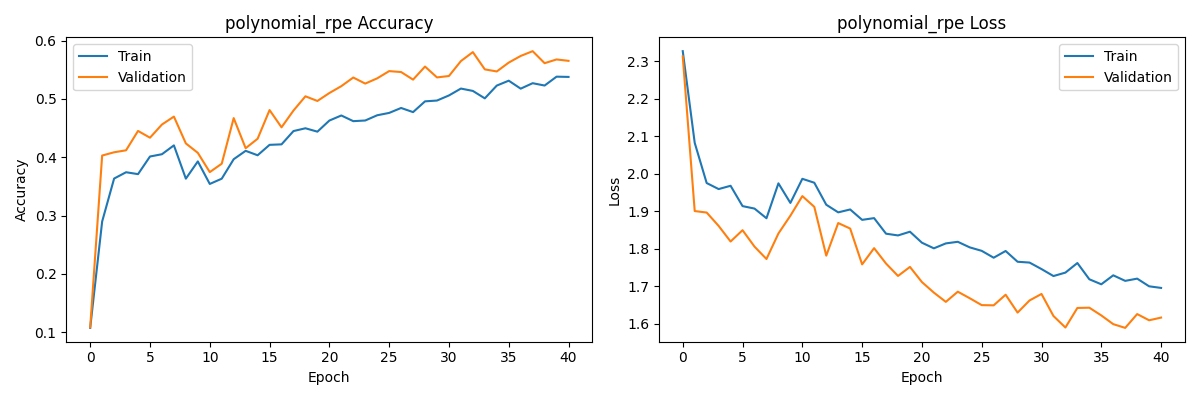 polynomial_rpe Accuracy
Train
Validation
Accuracy
0.6
0.5
0.4
0.3
0.2
0.1
0 5 10 15 20 25 30 35 40
Epoch
polynomial_rpe Loss
Train
Validation
Loss
2.3
2.2
2.1
2.0
1.9
1.8
1.7
1.6
0 5 10 15 20 25 30 35 40
Epoch